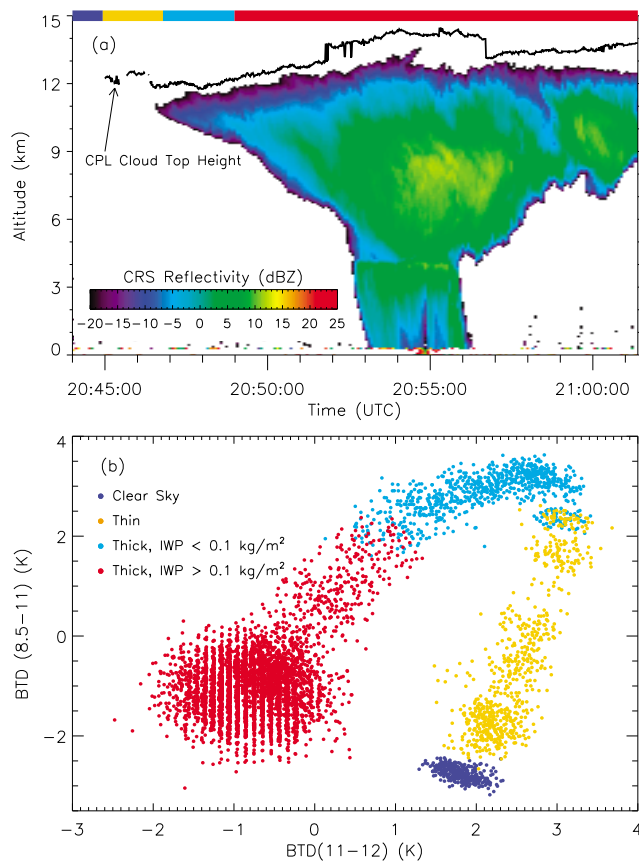 15
(a)
12
CPL Cloud Top Height
9
Altitude (km)
6
CRS Reflectivity (dBZ)
3
-20 -15 -10 -5 0 5 10 15 20 25
0
20:45:00 20:50:00 20:55:00 21:00:00
Time (UTC)
4
(b)
Clear Sky
Thin
2
Thick, IWP < 0.1 kg/m²
Thick, IWP > 0.1 kg/m²
BTD (8.5-11) (K)
0
-2
-3 -2 -1 0 1 2 3 4
BTD(11-12) (K)